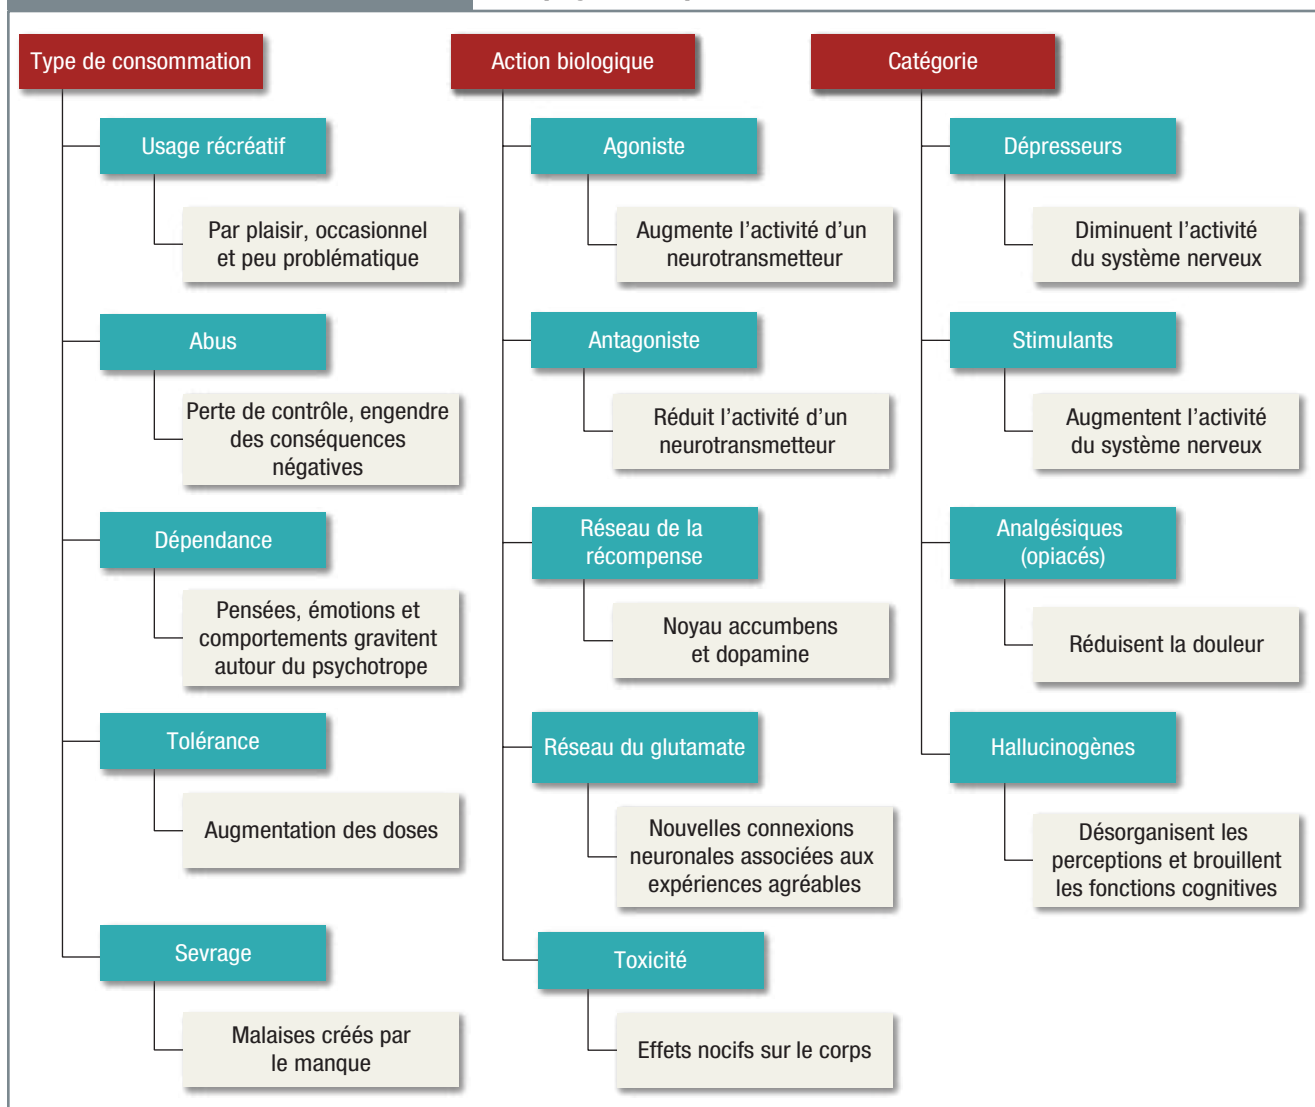 Type de consommation
Usage récréatif
Par plaisir, occasionnel
et peu problématique
Abus
Perte de contrôle, engendre
des conséquences
négatives
Dépendance
Pensées, émotions et
comportements gravitent
autour du psychotrope
Tolérance
Augmentation des doses
Sevrage
Malaises créés par
le manque
Action biologique
Agoniste
Augmente l’activité d’un
neurotransmetteur
Antagoniste
Réduit l’activité d’un
neurotransmetteur
Réseau de la
récompense
Noyau accumbens
et dopamine
Réseau du glutamate
Nouvelles connexions
neuronales associées aux
expériences agréables
Toxicité
Effets nocifs sur le corps
Catégorie
Dépresseurs
Diminuent l’activité
du système nerveux
Stimulants
Augmentent l’activité
du système nerveux
Analgésiques
(opiacés)
Réduisent la douleur
Hallucinogènes
Désorganisent les
perceptions et brouillent
les fonctions cognitives